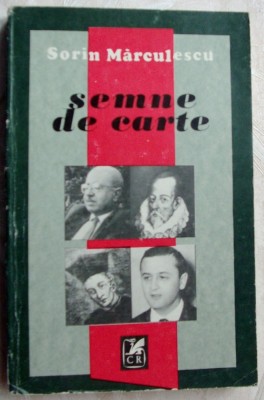 Sorin Mărculescu
semne
de carte
CR